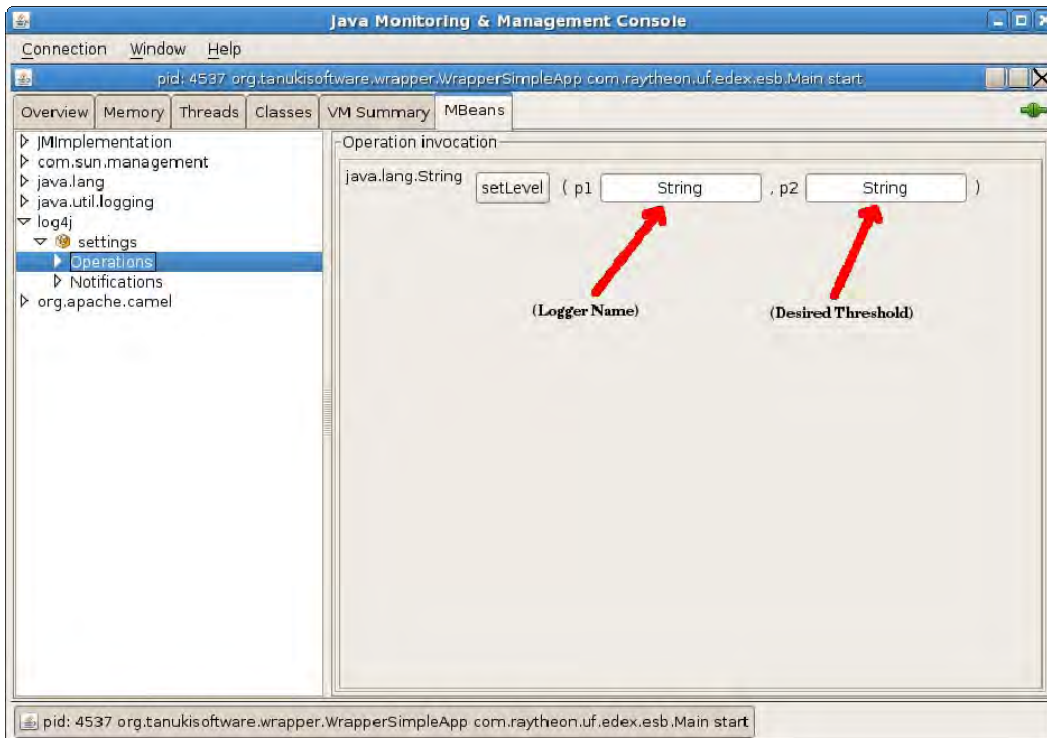 Java Monitoring & Management Console
Connection Window Help
pid: 4537 org.tanukisoftware.wrapper.WrapperSimpleApp com.raytheon.uf.edex.esb.Main start
Overview Memory Threads Classes VM Summary MBeans
JMImplementation
com.sun.management
java.lang
java.util.logging
log4j
settings
Operations
Notifications
org.apache.camel
Operation invocation
java.lang.String setLevel ( p1 String , p2 String )
(Logger Name) (Desired Threshold)
pid: 4537 org.tanukisoftware.wrapper.WrapperSimpleApp com.raytheon.uf.edex.esb.Main start